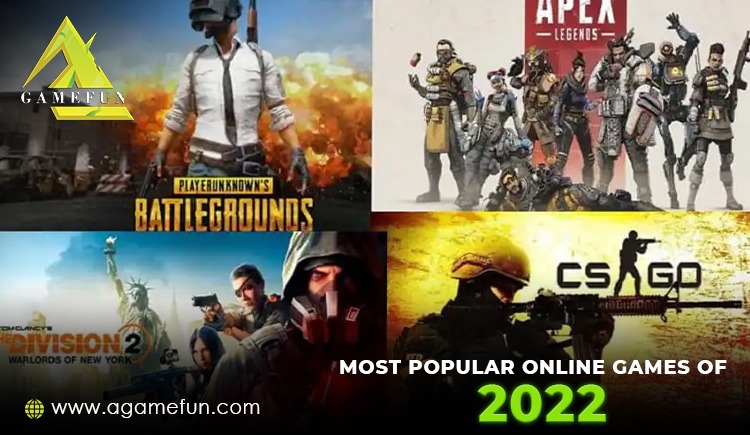 GAMEFUN
APEX
LEGENDS
PLAYERUNKNOWN'S
BATTLEGROUNDS
CS GO
TOM CLANCY'S
THE DIVISION 2
WARLORDS OF NEW YORK
MOST POPULAR ONLINE GAMES OF
2022
www.agamefun.com